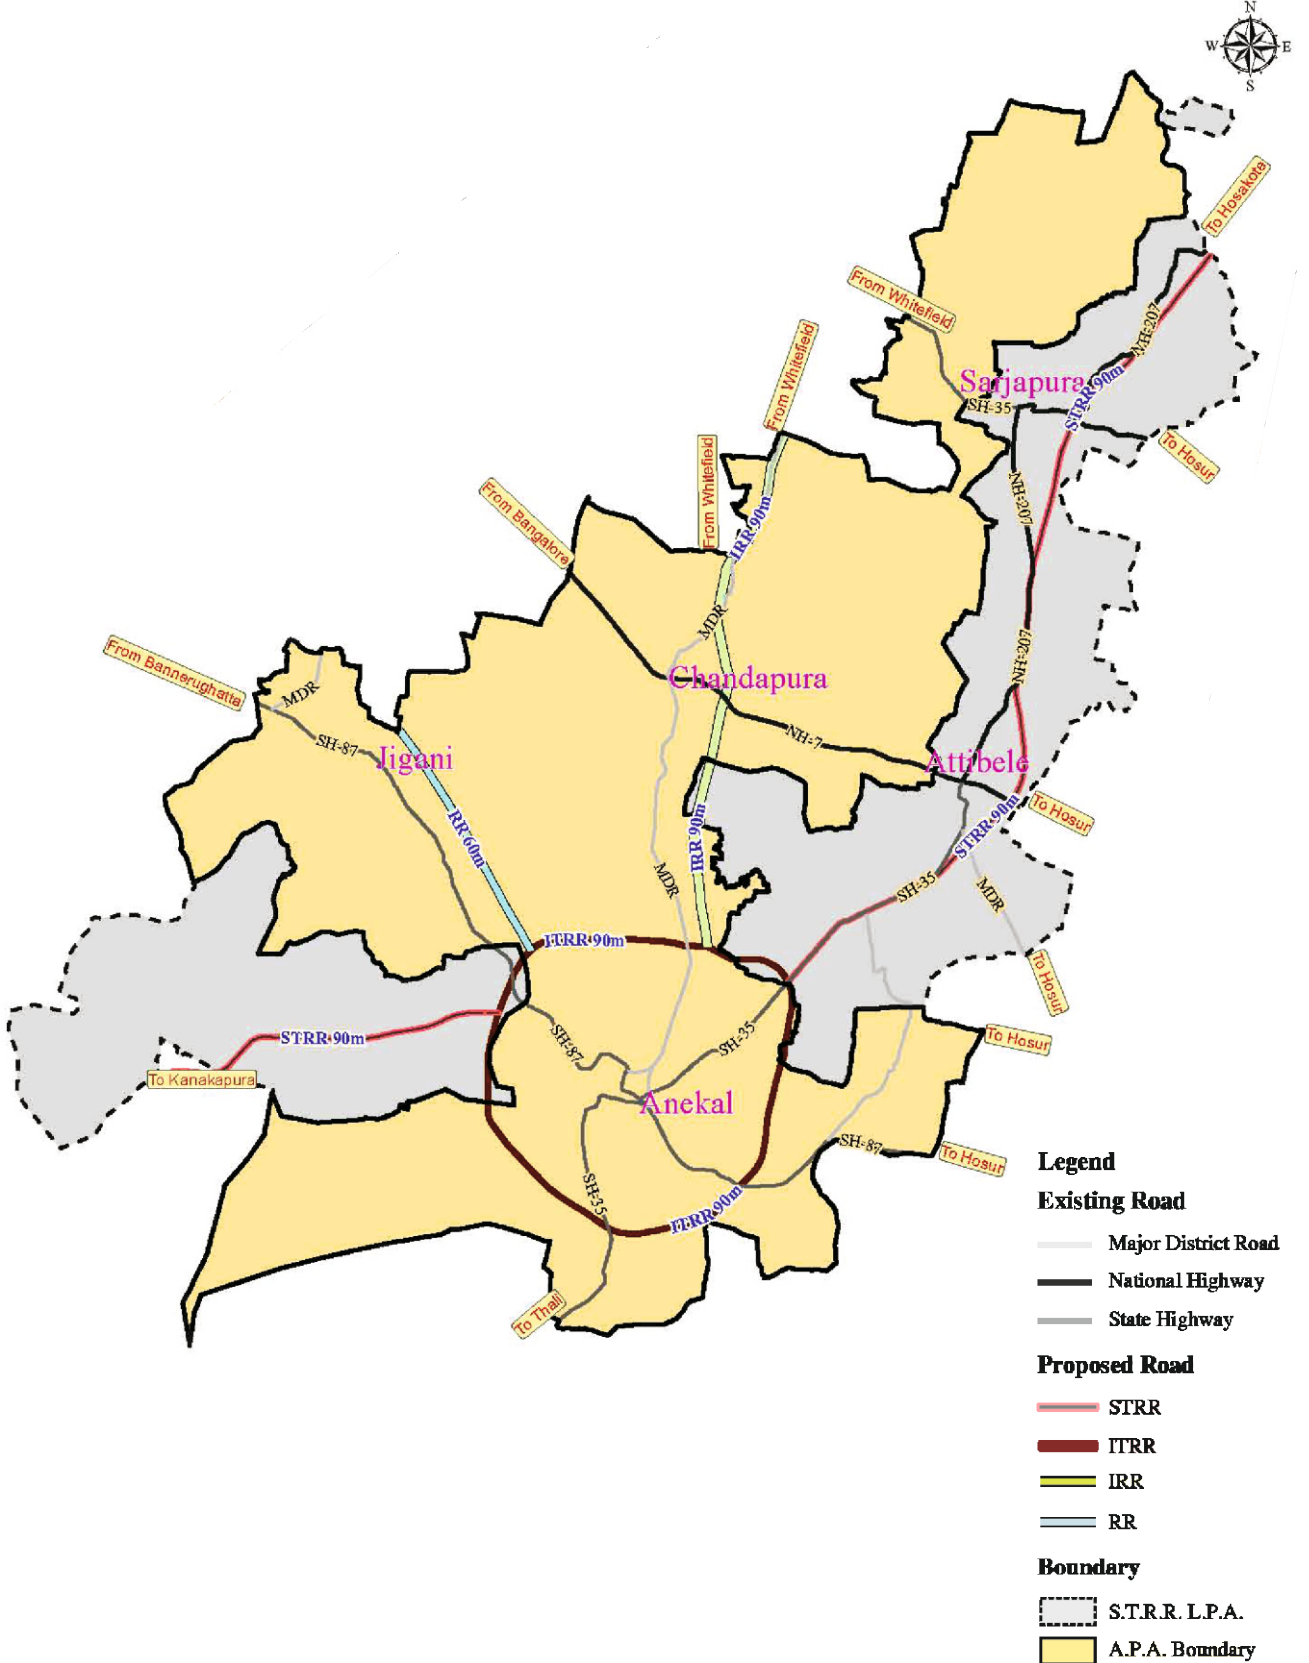 N
W E
S
To Hosakote
From Whitefield
NH-207
From Whitefield
Sarjapura
STRR 90m
SH-35
From Whitefield
To Hosur
From Bangalore
IRR 90m
NH-207
MDR
From Bannerughatta
NH-207
MDR
Chandapura
SH-87
NH-7
Jigani
Attibele
To Hosur
RR 60m
IRR 90m
STRR 90m
MDR
SH-35
MDR
ITRR 90m
To Hosur
STRR 90m
SH-87
SH-35
To Hosur
To Kanakapura
Anekal
SH-87
To Hosur
SH-35
ITRR 90m
To Thali
Legend
Existing Road
Major District Road
National Highway
State Highway
Proposed Road
STRR
ITRR
IRR
RR
Boundary
S.T.R.R. L.P.A.
A.P.A. Boundary